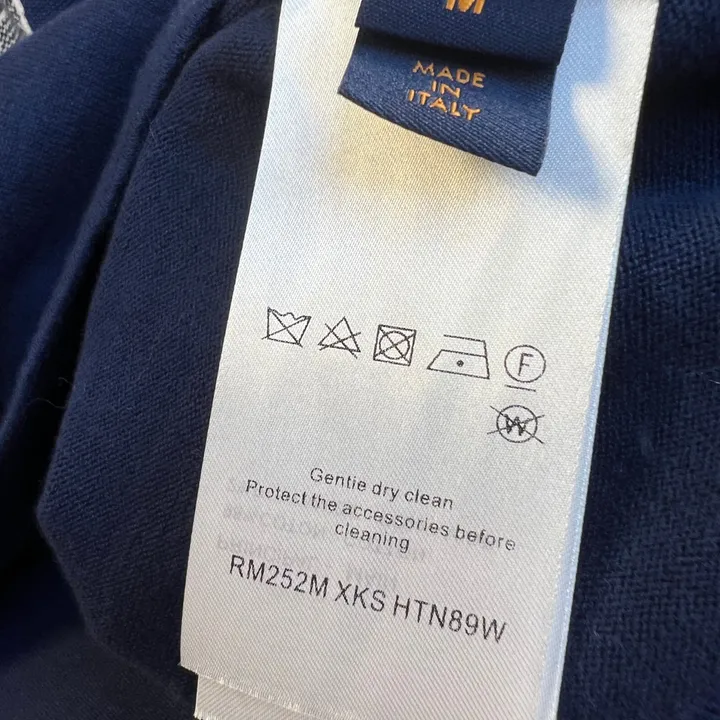 M
MADE
IN
ITALY
F
W
Gentie dry clean
Protect the accessories before
cleaning
RM252M XKS HTN89W